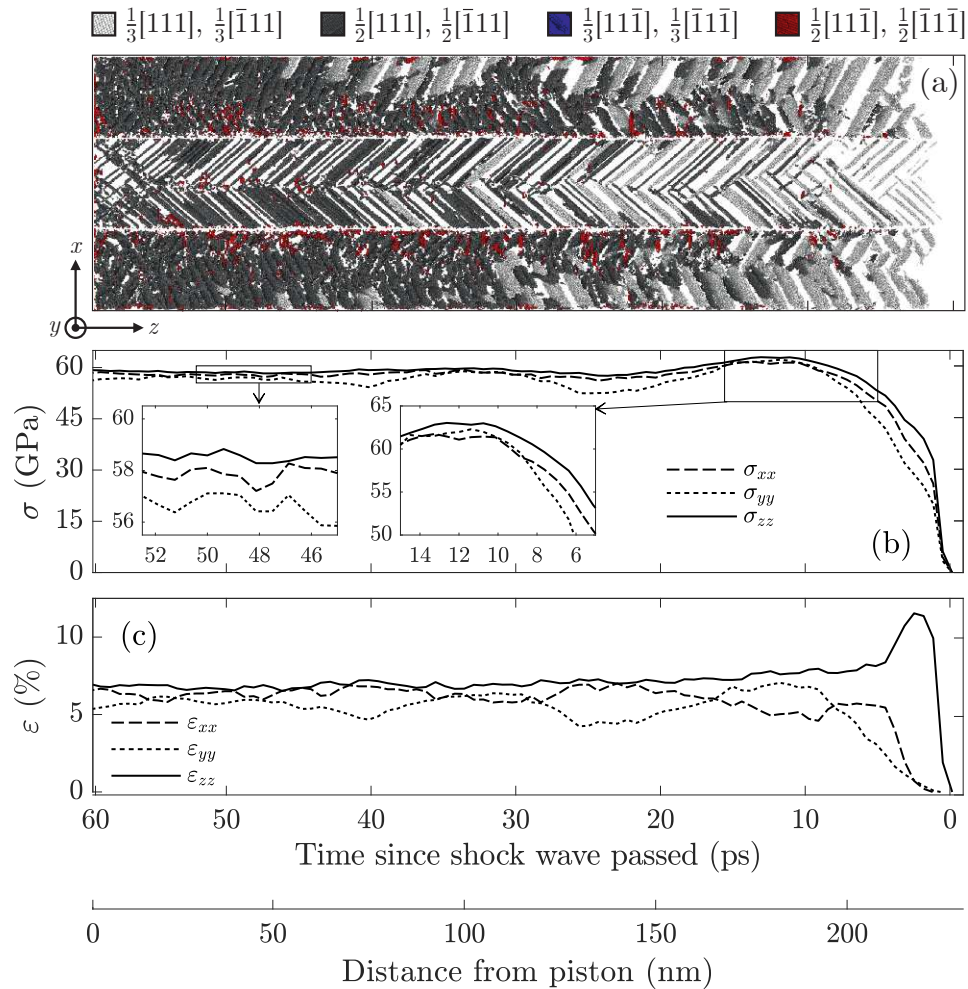 1/3[111], 1/3[1̄11] 1/2[111], 1/2[1̄11] 1/3[111̄], 1/3[1̄11̄] 1/2[111̄], 1/2[1̄11̄]
(a)
x
y z
60
45
30
15
0
σ (GPa)
60
58
56
52 50 48 46
65
60
55
50
14 12 10 8 6
σxx
σyy
σzz
(b)
(c)
10
5
0
ε (%)
εxx
εyy
εzz
60 50 40 30 20 10 0
Time since shock wave passed (ps)
0 50 100 150 200
Distance from piston (nm)